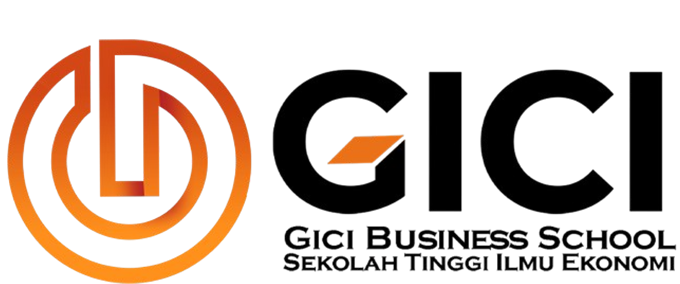 GICI
GICI BUSINESS SCHOOL
SEKOLAH TINGGI ILMU EKONOMI